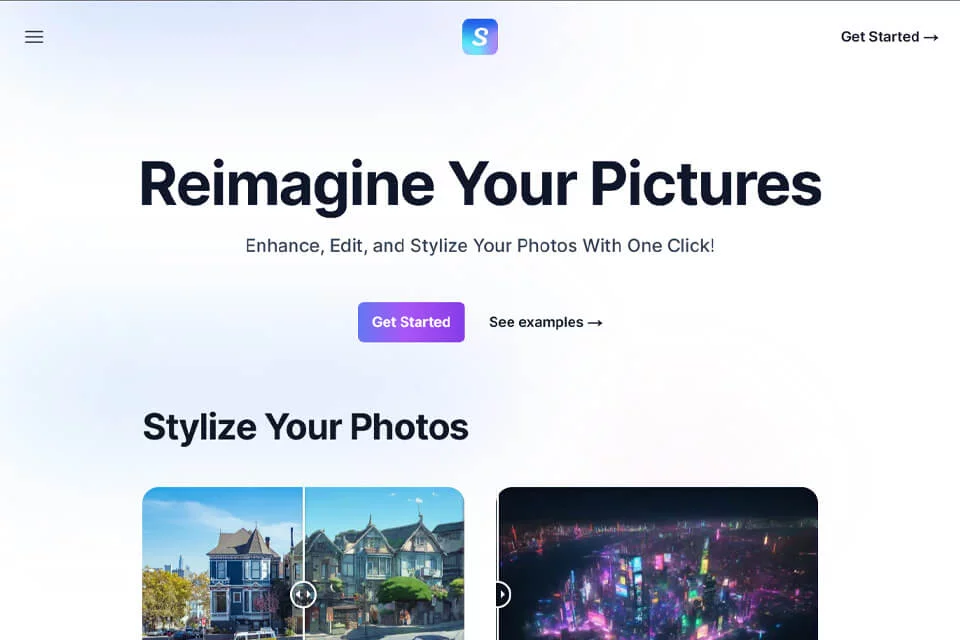 S
Get Started →
Reimagine Your Pictures
Enhance, Edit, and Stylize Your Photos With One Click!
Get Started
See examples →
Stylize Your Photos